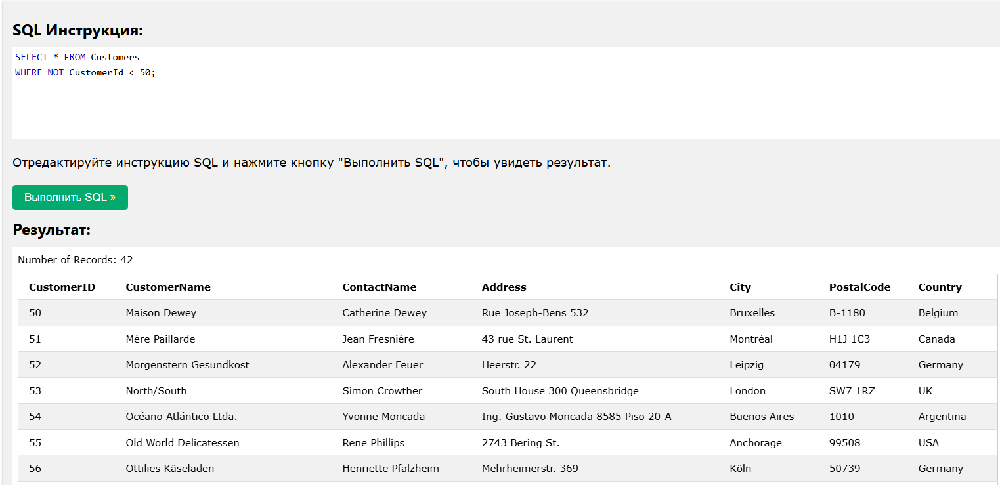 SQL Инструкция:
SELECT * FROM Customers
WHERE NOT CustomerId < 50;
Отредактируйте инструкцию SQL и нажмите кнопку "Выполнить SQL", чтобы увидеть результат.
Выполнить SQL »
Результат:
Number of Records: 42
CustomerID CustomerName ContactName Address City PostalCode Country
50 Maison Dewey Catherine Dewey Rue Joseph-Bens 532 Bruxelles B-1180 Belgium
51 Mère Paillarde Jean Fresnière 43 rue St. Laurent Montréal H1J 1C3 Canada
52 Morgenstern Gesundkost Alexander Feuer Heerstr. 22 Leipzig 04179 Germany
53 North/South Simon Crowther South House 300 Queensbridge London SW7 1RZ UK
54 Océano Atlántico Ltda. Yvonne Moncada Ing. Gustavo Moncada 8585 Piso 20-A Buenos Aires 1010 Argentina
55 Old World Delicatessen Rene Phillips 2743 Bering St. Anchorage 99508 USA
56 Ottilies Käseladen Henriette Pfalzheim Mehrheimerstr. 369 Köln 50739 Germany